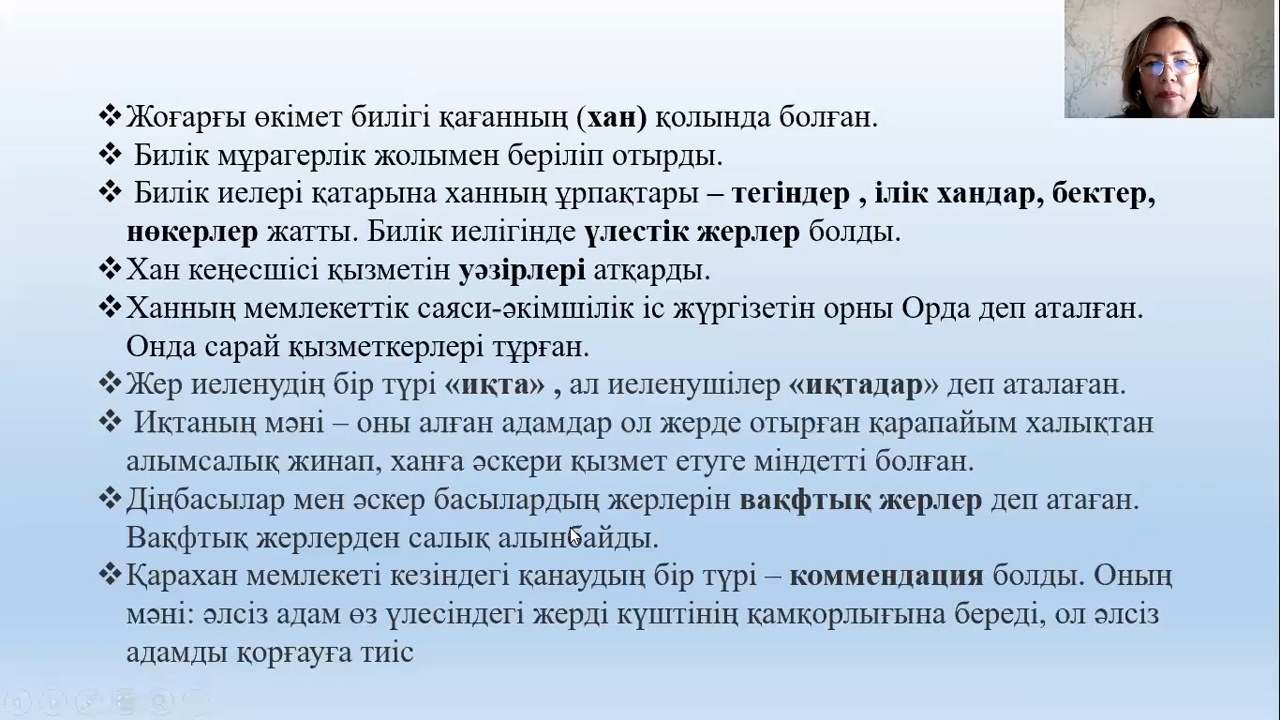 ❖Жоғарғы өкімет билігі қағанның (хан) қолында болған.
❖ Билік мұрагерлік жолымен беріліп отырды.
❖ Билік иелері қатарына ханның ұрпақтары – тегіндер , ілік хандар, бектер,
нөкерлер жатты. Билік иелігінде үлестік жерлер болды.
❖Хан кеңесшісі қызметін уәзірлері атқарды.
❖Ханның мемлекеттік саяси-әкімшілік іс жүргізетін орны Орда деп аталған.
Онда сарай қызметкерлері тұрған.
❖Жер иеленудің бір түрі «иқта» , ал иеленушілер «иқтадар» деп аталаған.
❖ Иқтаның мәні – оны алған адамдар ол жерде отырған қарапайым халықтан
алымсалық жинап, ханға әскери қызмет етуге міндетті болған.
❖Діңбасылар мен әскер басылардың жерлерін вақфтық жерлер деп атаған.
Вақфтық жерлерден салық алынбайды.
❖Қарахан мемлекеті кезіндегі қанаудың бір түрі – коммендация болды. Оның
мәні: әлсіз адам өз үлесіндегі жерді күштінің қамқорлығына береді, ол әлсіз
адамды қорғауға тиіс